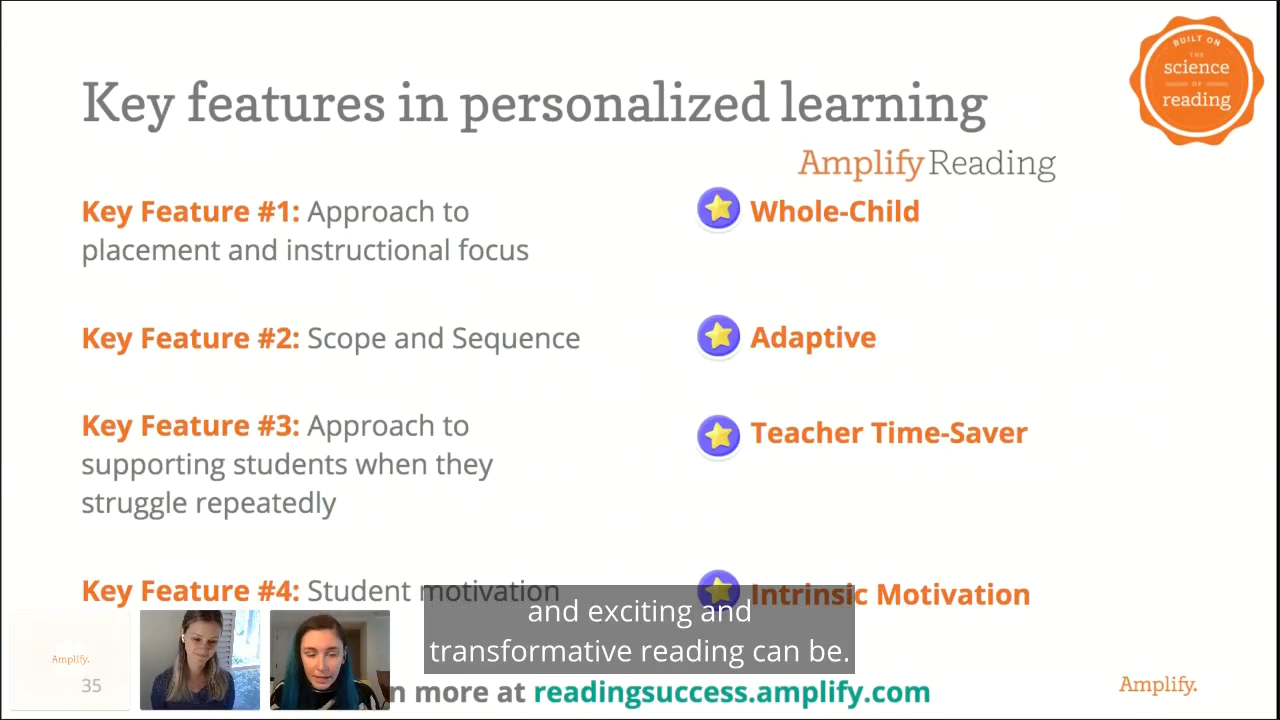 BUILT ON
THE
science
OF
reading
Key features in personalized learning
Amplify Reading
Key Feature #1: Approach to
placement and instructional focus
Whole-Child
Key Feature #2: Scope and Sequence
Adaptive
Key Feature #3: Approach to
supporting students when they
struggle repeatedly
Teacher Time-Saver
Key Feature #4: Student motivation
Intrinsic Motivation
and exciting and
transformative reading can be.
Amplify.
35
n more at readingsuccess.amplify.com
Amplify.